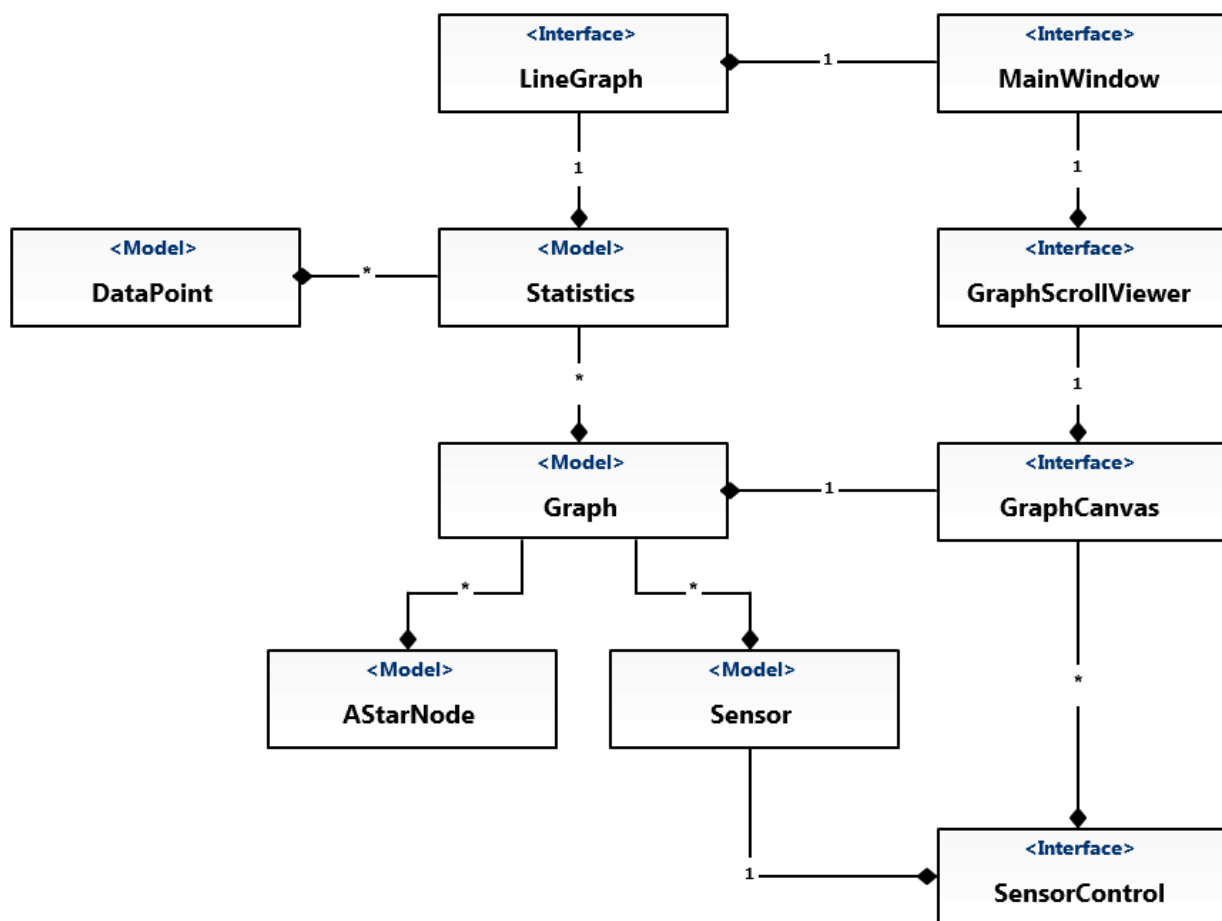 <Interface>
LineGraph
1
<Interface>
MainWindow
1
1
<Model>
DataPoint
*
<Model>
Statistics
<Interface>
GraphScrollViewer
*
1
<Model>
Graph
1
<Interface>
GraphCanvas
*
*
<Model>
AStarNode
<Model>
Sensor
*
1
<Interface>
SensorControl